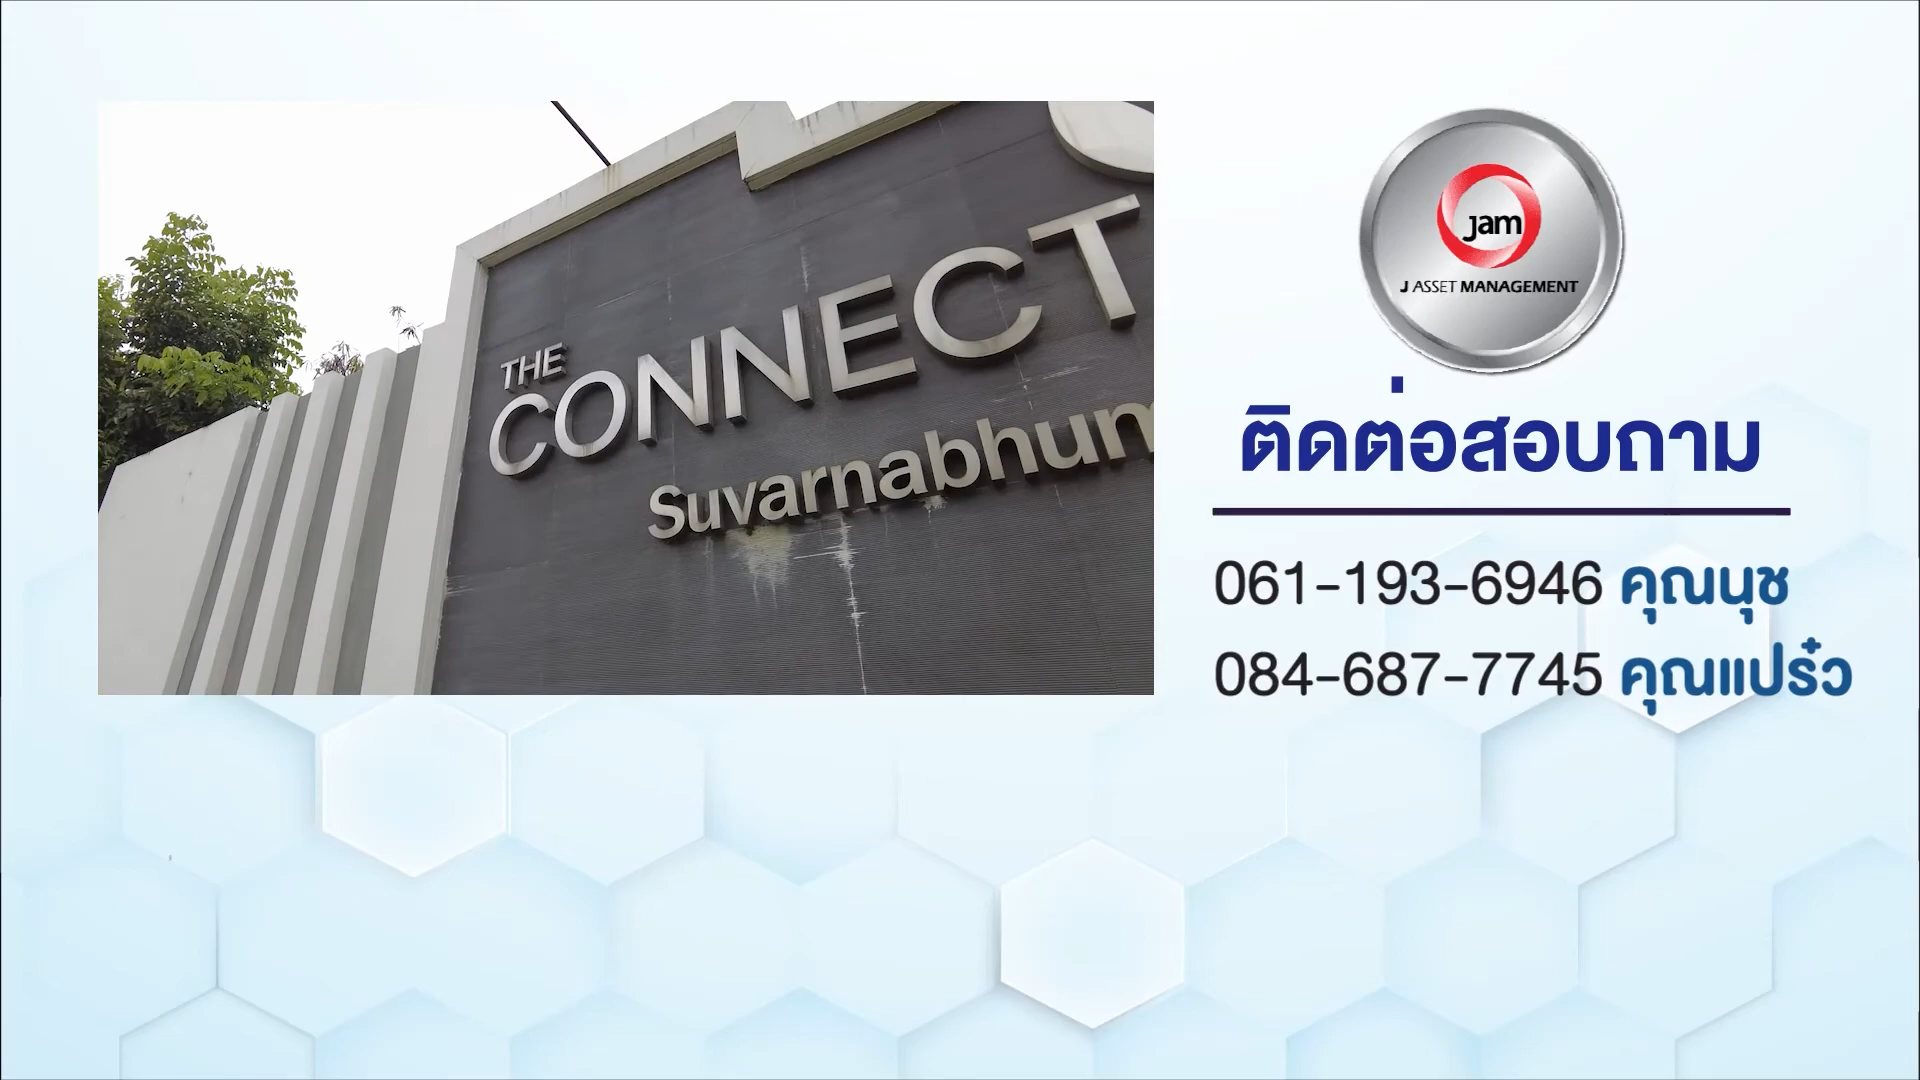 THE
CONNECT
Suvarnabhum
jam
J ASSET MANAGEMENT
ติดต่อสอบถาม
061-193-6946 คุณนุช
084-687-7745 คุณแปร๋ว